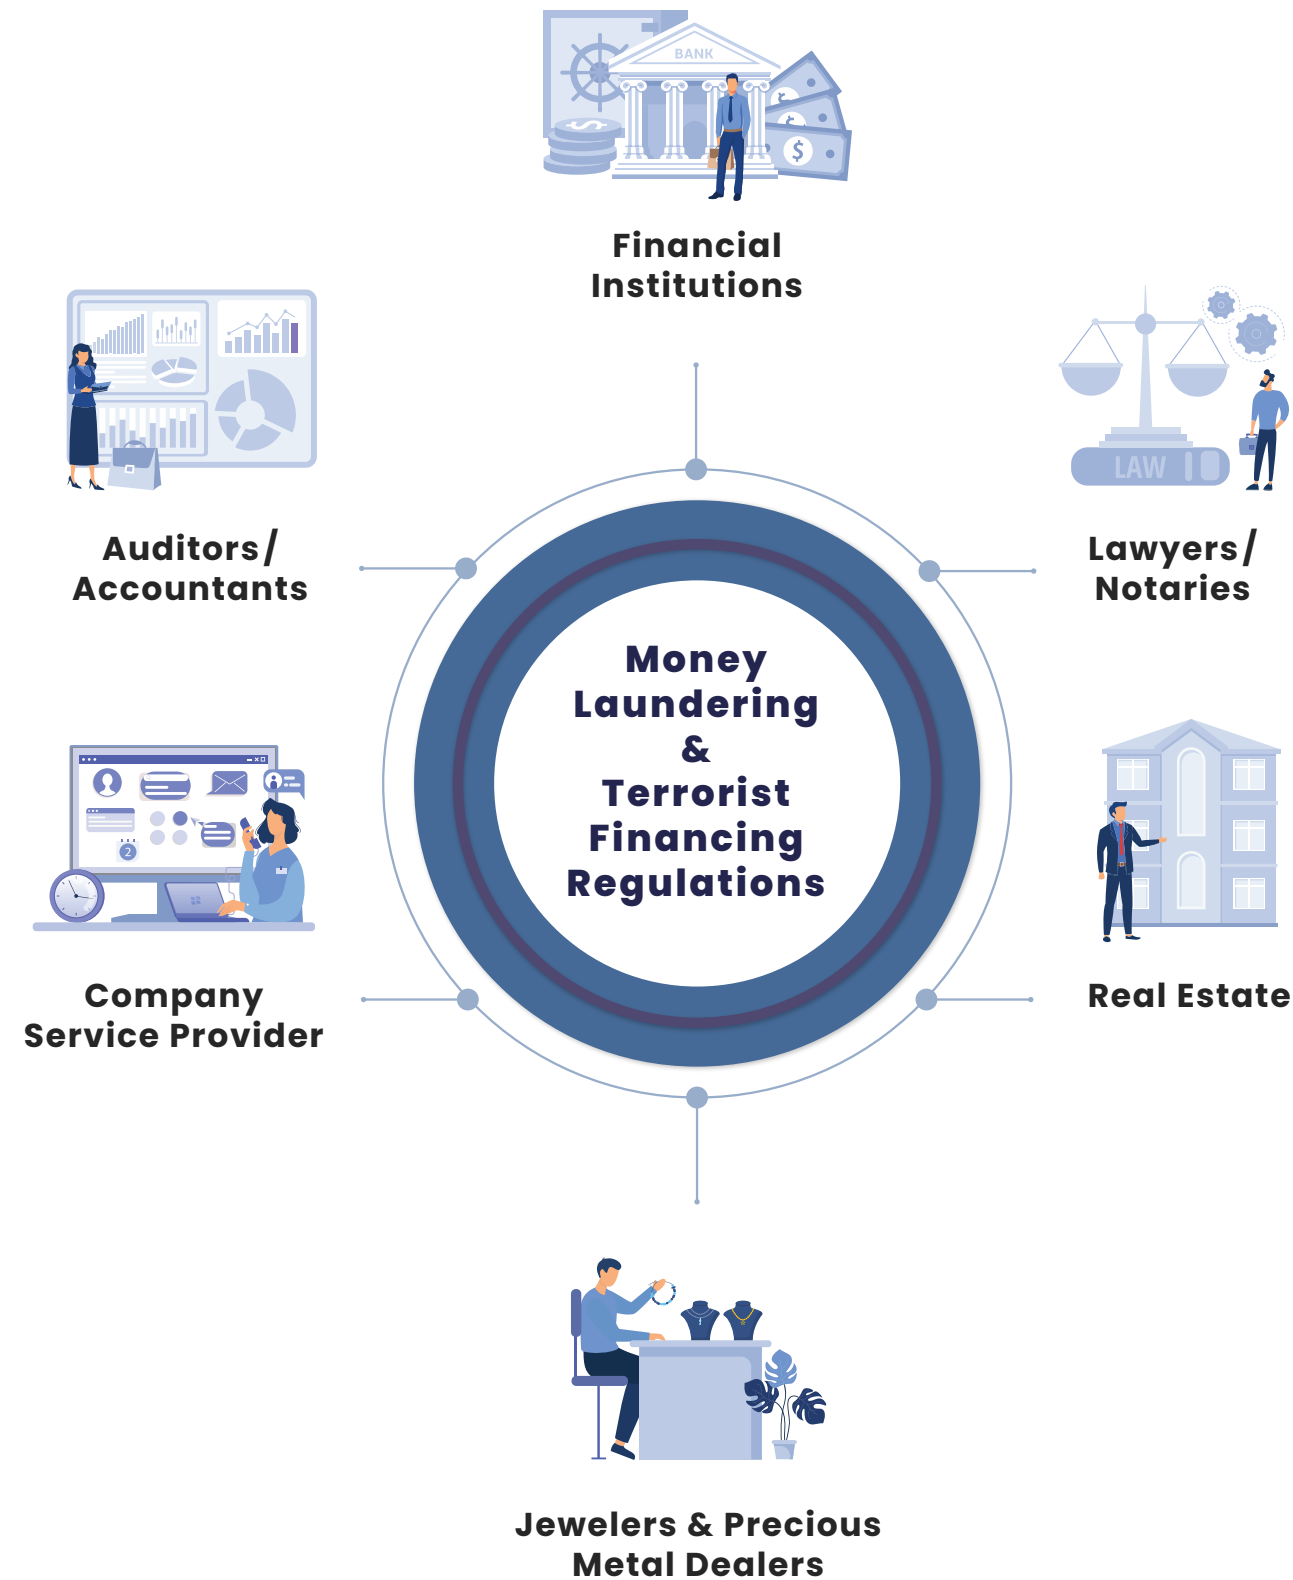 BANK
$
$
$
$
Financial
Institutions
Auditors/
Accountants
LAW
Lawyers/
Notaries
Money
Laundering
&
Terrorist
Financing
Regulations
2
Company
Service Provider
Real Estate
Jewelers & Precious
Metal Dealers